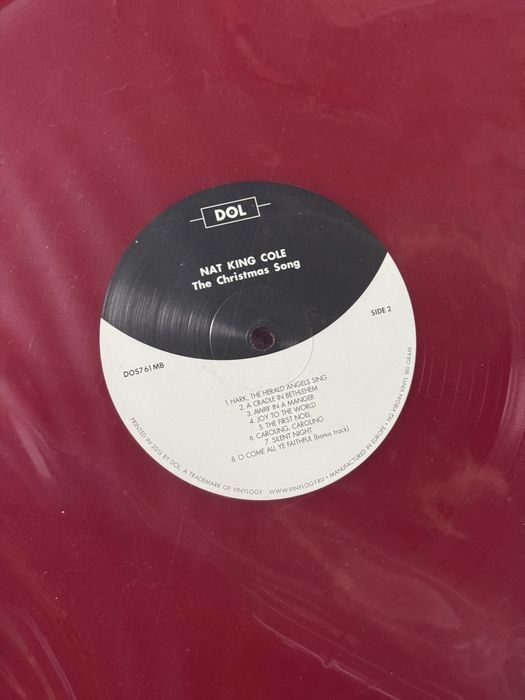 DOL
NAT KING COLE
The Christmas Song
SIDE 2
DOS761MB
1. HARK, THE HERALD ANGELS SING
2. A CRADLE IN BETHLEHEM
3. AWAY IN A MANGER
4. JOY TO THE WORLD
5. THE FIRST NOEL
6. CAROLING, CAROLING
7. SILENT NIGHT
8. O COME ALL YE FAITHFUL (bonus track)
PRINTED IN 2013 BY DOL, A TRADEMARK OF VINYLOGY · WWW.VINYLOGY.RU • MANUFACTURED IN EUROPE • HQ VIRGIN VINYL 180 GRAM